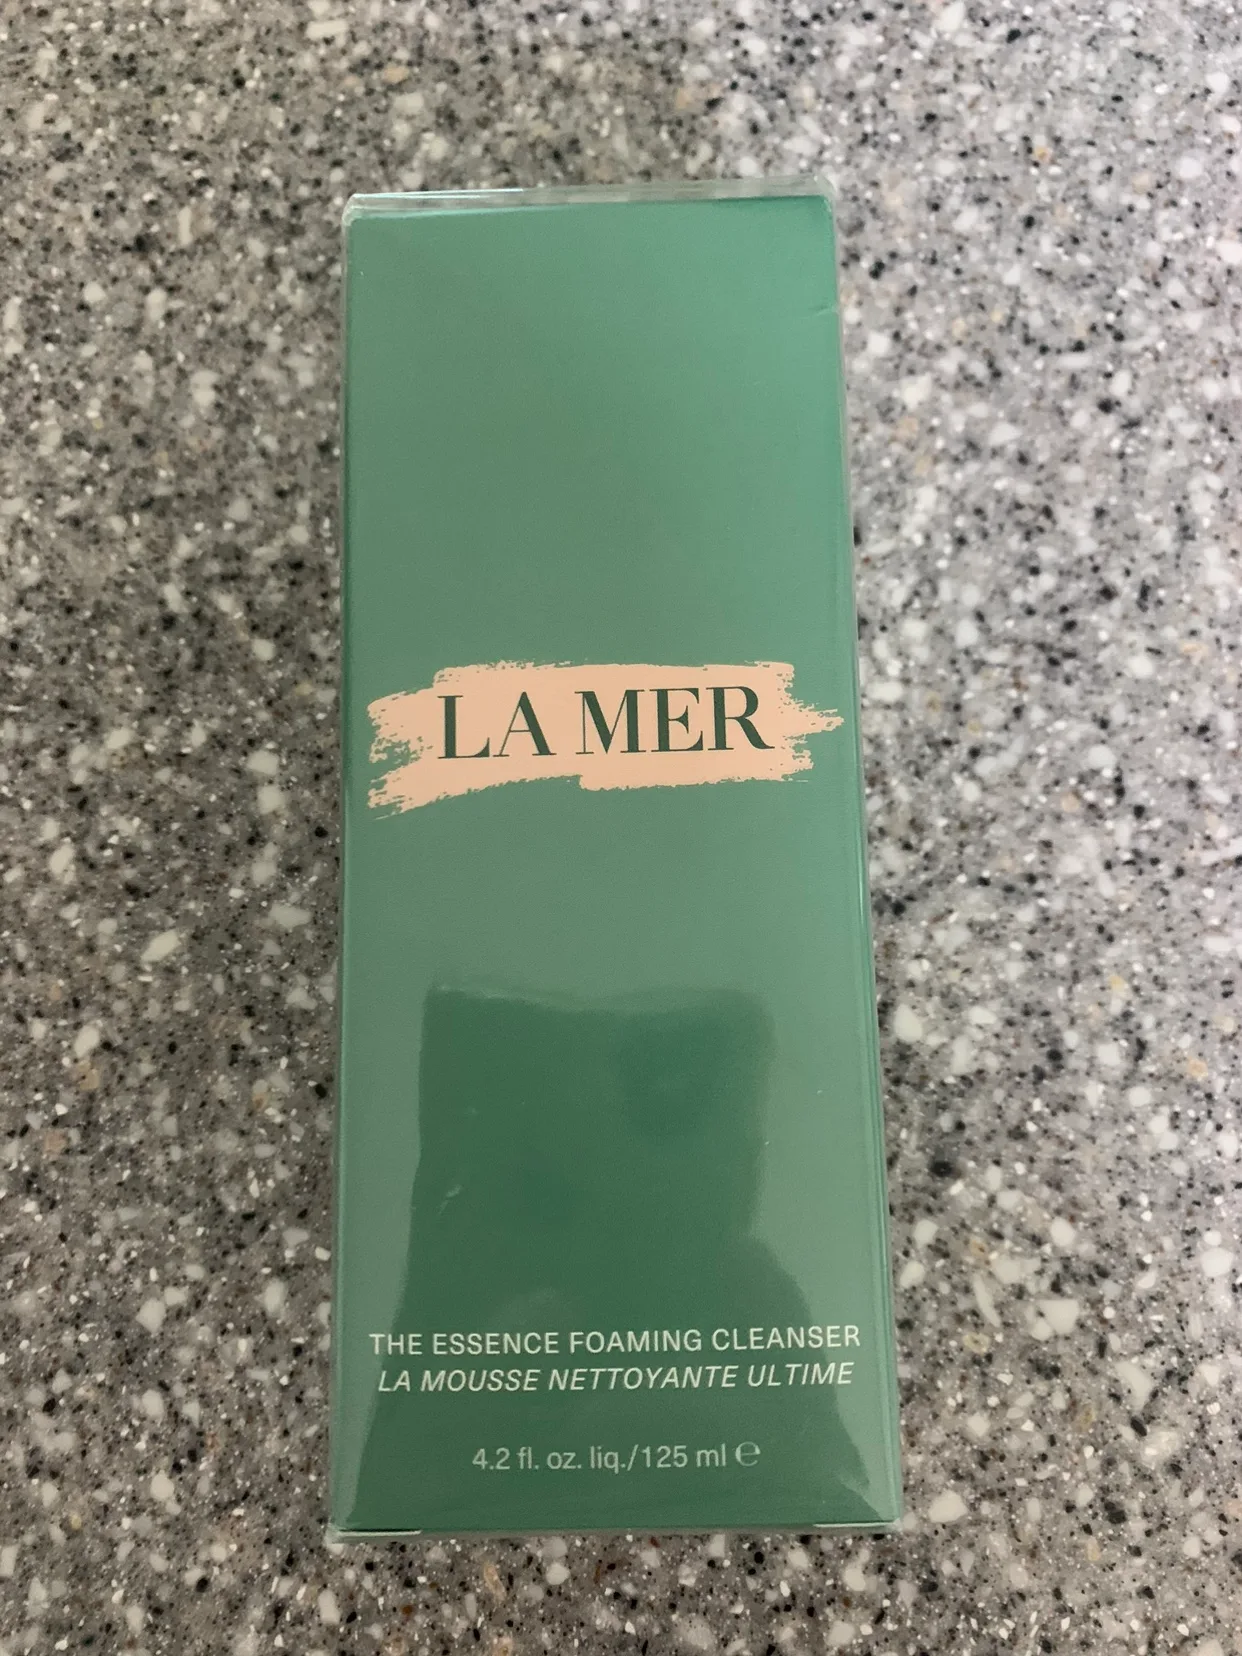 LA MER
THE ESSENCE FOAMING CLEANSER
LA MOUSSE NETTOYANTE ULTIME
4.2 fl. oz. liq./125 ml ℮